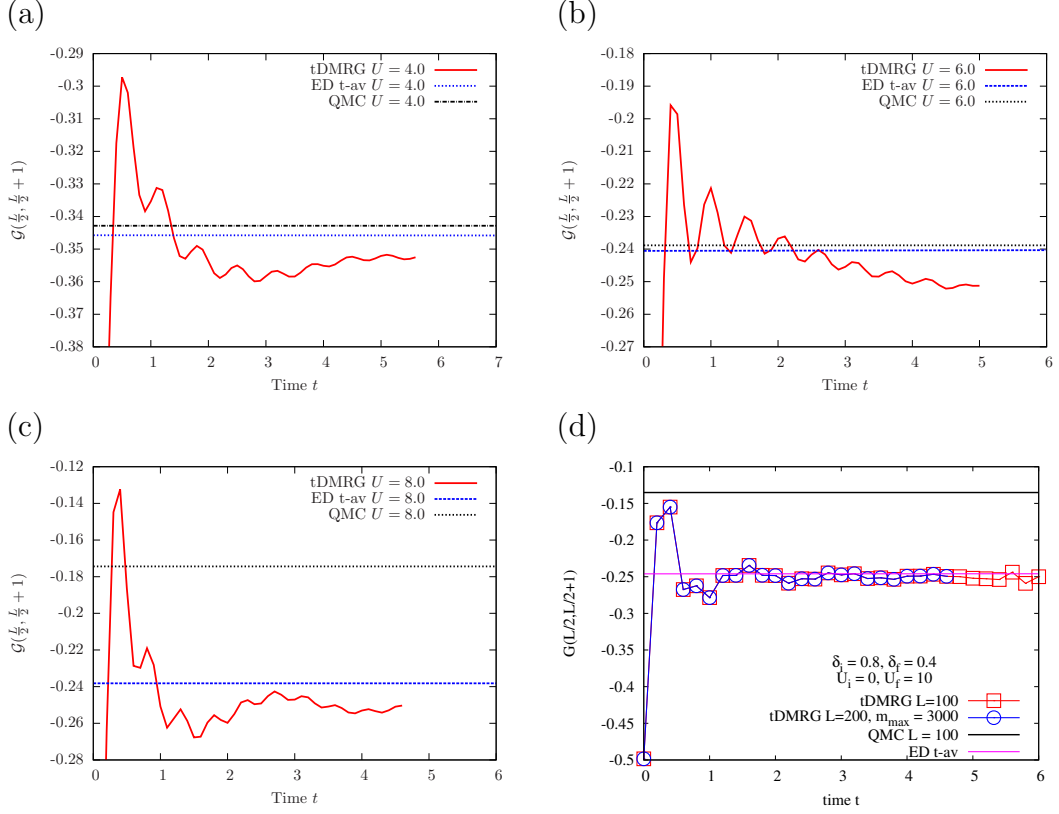 (a)
-0.29
-0.3
-0.31
-0.32
-0.33
-0.34
-0.35
-0.36
-0.37
-0.38
0 1 2 3 4 5 6 7
Time t
G(L/2, L/2 + 1)
tDMRG U = 4.0
ED t-av U = 4.0
QMC U = 4.0
(b)
-0.18
-0.19
-0.2
-0.21
-0.22
-0.23
-0.24
-0.25
-0.26
-0.27
0 1 2 3 4 5 6
Time t
G(L/2, L/2 + 1)
tDMRG U = 6.0
ED t-av U = 6.0
QMC U = 6.0
(c)
-0.12
-0.14
-0.16
-0.18
-0.2
-0.22
-0.24
-0.26
-0.28
0 1 2 3 4 5 6
Time t
G(L/2, L/2 + 1)
tDMRG U = 8.0
ED t-av U = 8.0
QMC U = 8.0
(d)
-0.1
-0.15
-0.2
-0.25
-0.3
-0.35
-0.4
-0.45
-0.5
0 1 2 3 4 5 6
time t
G(L/2,L/2+1)
δi = 0.8, δf = 0.4
Ui = 0, Uf = 10
tDMRG L=100
tDMRG L=200, mmax = 3000
QMC L = 100
ED t-av